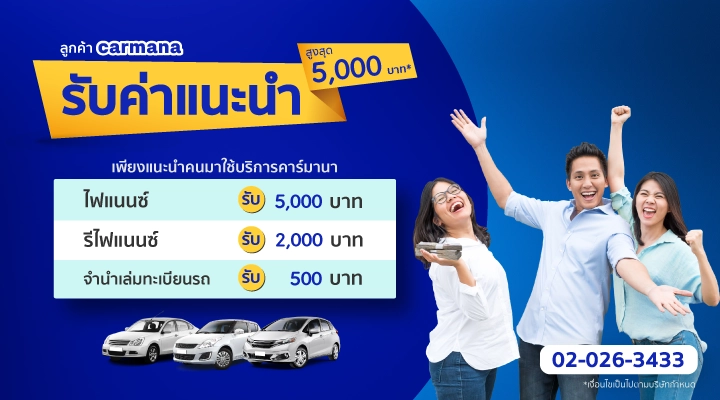 ลูกค้า carmana
รับค่าแนะนำ
สูงสุด
5,000 บาท*
เพียงแนะนำคนมาใช้บริการคาร์มานา
ไฟแนนซ์ รับ 5,000 บาท
รีไฟแนนซ์ รับ 2,000 บาท
จำนำเล่มทะเบียนรถ รับ 500 บาท
02-026-3433
*เงื่อนไขเป็นไปตามบริษัทกำหนด